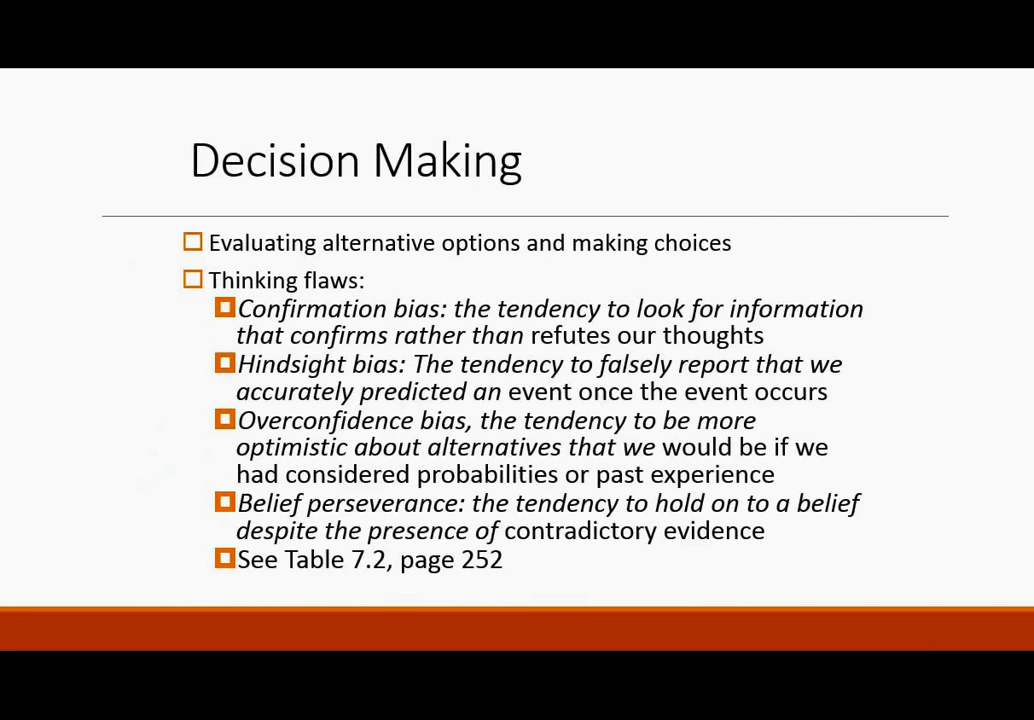 Decision Making
Evaluating alternative options and making choices
Thinking flaws:
Confirmation bias: the tendency to look for information
that confirms rather than refutes our thoughts
Hindsight bias: The tendency to falsely report that we
accurately predicted an event once the event occurs
Overconfidence bias, the tendency to be more
optimistic about alternatives that we would be if we
had considered probabilities or past experience
Belief perseverance: the tendency to hold on to a belief
despite the presence of contradictory evidence
See Table 7.2, page 252